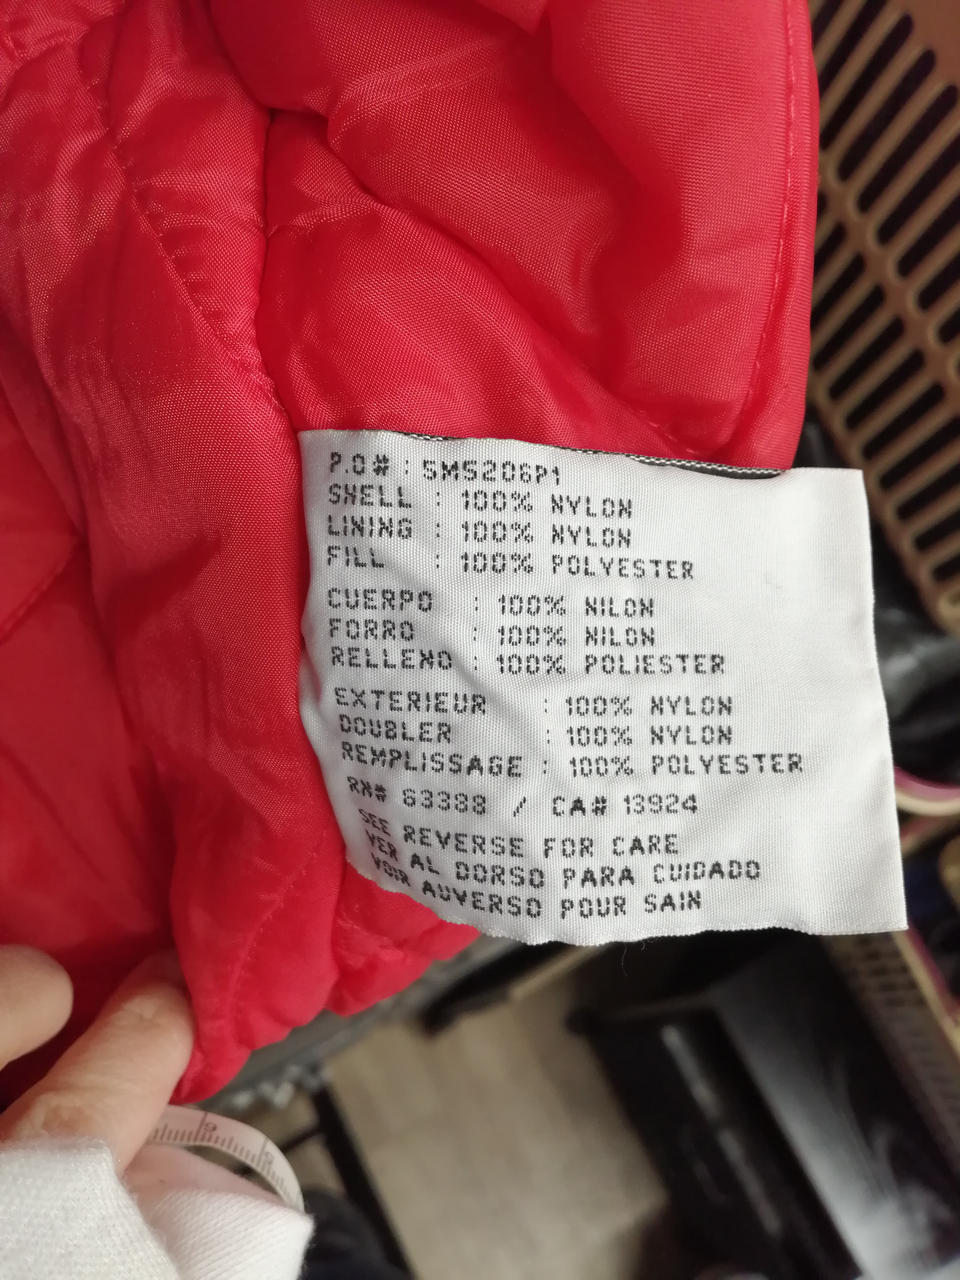 P.O# : SMS206P1
SHELL : 100% NYLON
LINING : 100% NYLON
FILL : 100% POLYESTER
CUERPO : 100% NILON
FORRO : 100% NILON
RELLENO : 100% POLIESTER
EXTERIEUR : 100% NYLON
DOUBLER : 100% NYLON
REMPLISSAGE : 100% POLYESTER
RN# 63388 / CA# 13924
SEE REVERSE FOR CARE
VER AL DORSO PARA CUIDADO
VOIR AUVERSO POUR SAIN